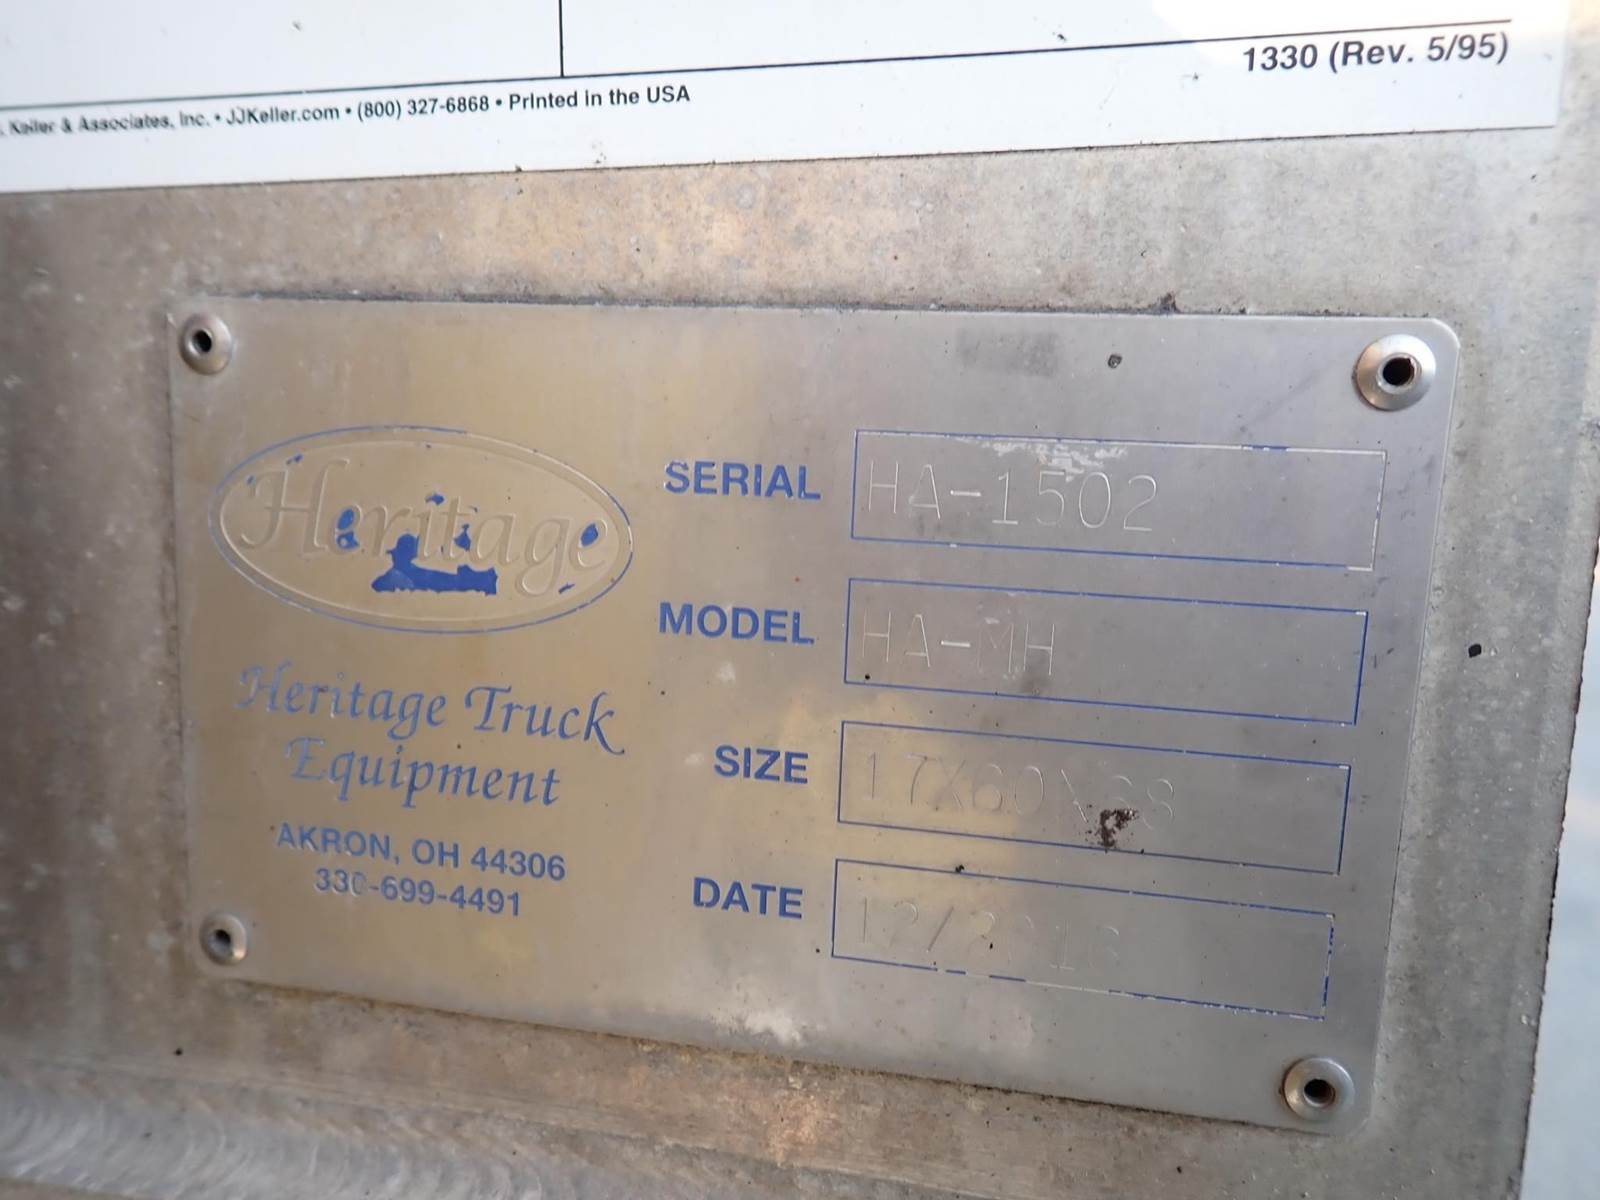 1330 (Rev. 5/95)
Keller & Associates, Inc. • JJKeller.com • (800) 327-6868 • Printed in the USA
Heritage
Heritage Truck
Equipment
AKRON, OH 44306
330-699-4491
SERIAL HA-1502
MODEL HA-MH
SIZE
DATE